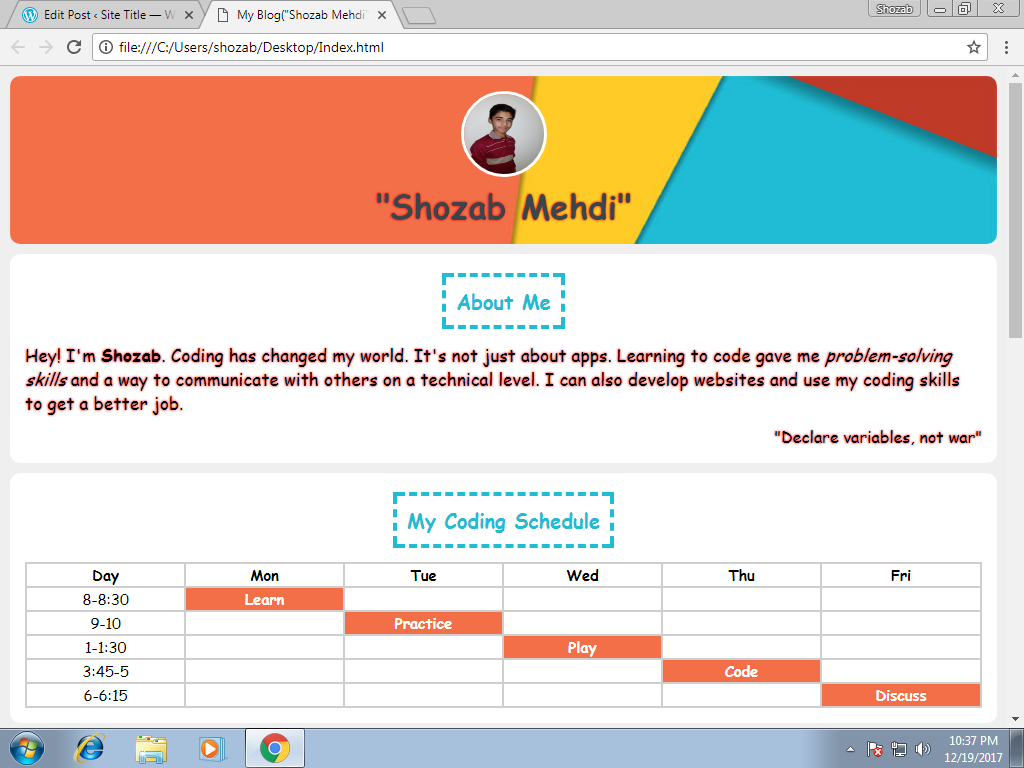 Edit Post ‹ Site Title — W
My Blog("Shozab Mehdi"
Shozab
file:///C:/Users/shozab/Desktop/Index.html
"Shozab Mehdi"
About Me
Hey! I'm Shozab. Coding has changed my world. It's not just about apps. Learning to code gave me problem-solving
skills and a way to communicate with others on a technical level. I can also develop websites and use my coding skills
to get a better job.
"Declare variables, not war"
My Coding Schedule
Day Mon Tue Wed Thu Fri
8-8:30 Learn
9-10 Practice
1-1:30 Play
3:45-5 Code
6-6:15 Discuss
10:37 PM
12/19/2017